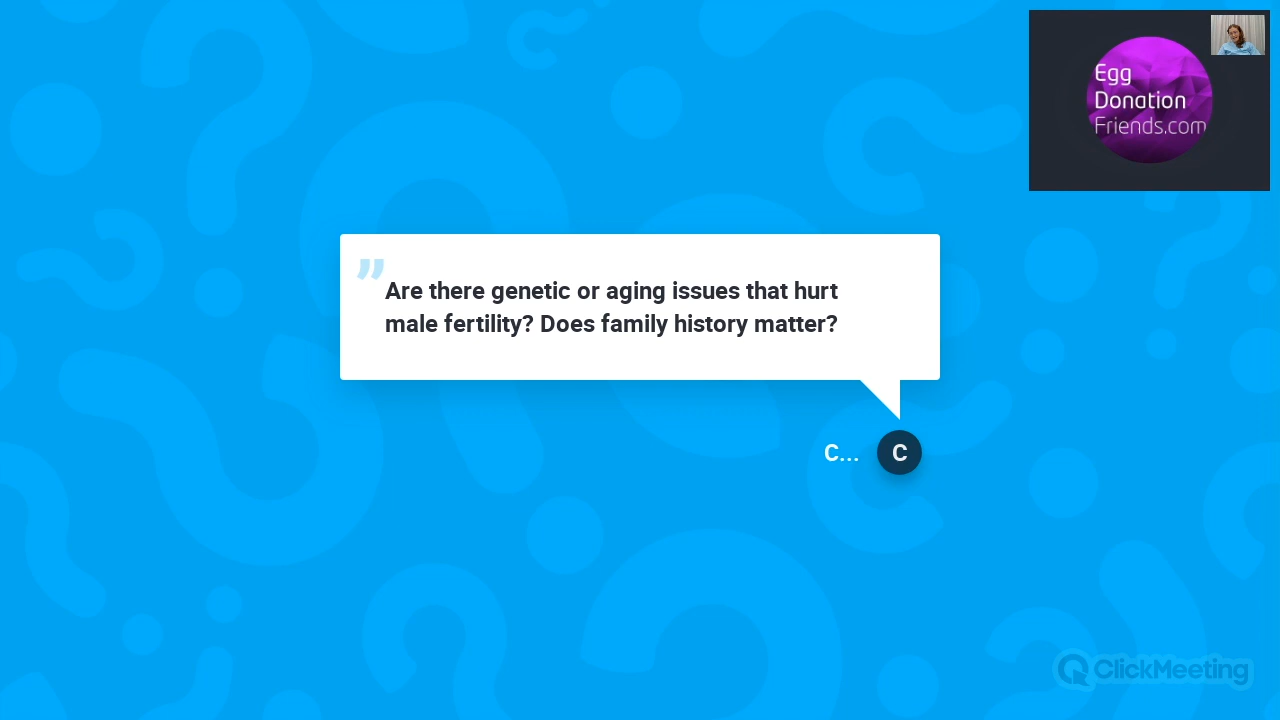 Egg
Donation
Friends.com
Are there genetic or aging issues that hurt
male fertility? Does family history matter?
C... C
ClickMeeting